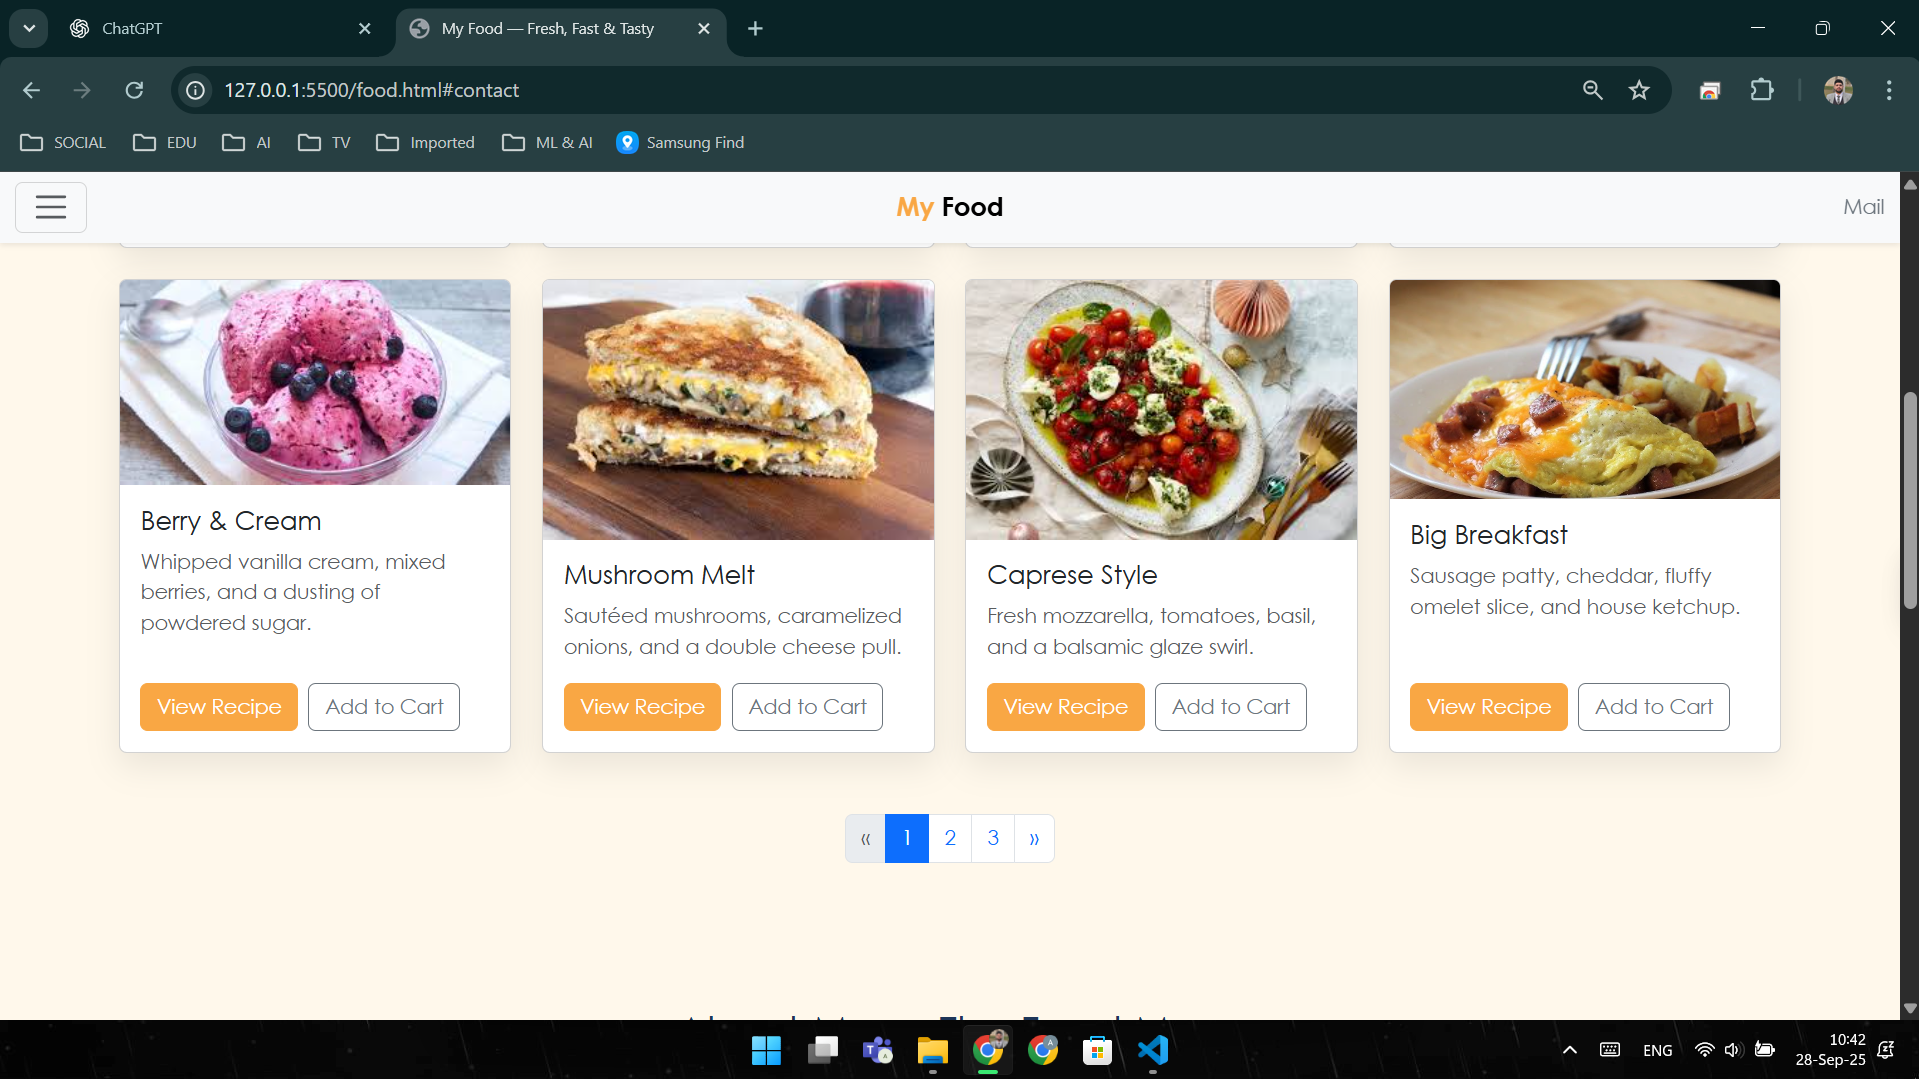 ChatGPT
My Food — Fresh, Fast & Tasty
127.0.0.1:5500/food.html#contact
SOCIAL
EDU
AI
TV
Imported
ML & AI
Samsung Find
My Food
Mail
Berry & Cream
Whipped vanilla cream, mixed
berries, and a dusting of
powdered sugar.
View Recipe
Add to Cart
Mushroom Melt
Sautéed mushrooms, caramelized
onions, and a double cheese pull.
View Recipe
Add to Cart
Caprese Style
Fresh mozzarella, tomatoes, basil,
and a balsamic glaze swirl.
View Recipe
Add to Cart
Big Breakfast
Sausage patty, cheddar, fluffy
omelet slice, and house ketchup.
View Recipe
Add to Cart
« 1 2 3 »
ENG
10:42
28-Sep-25